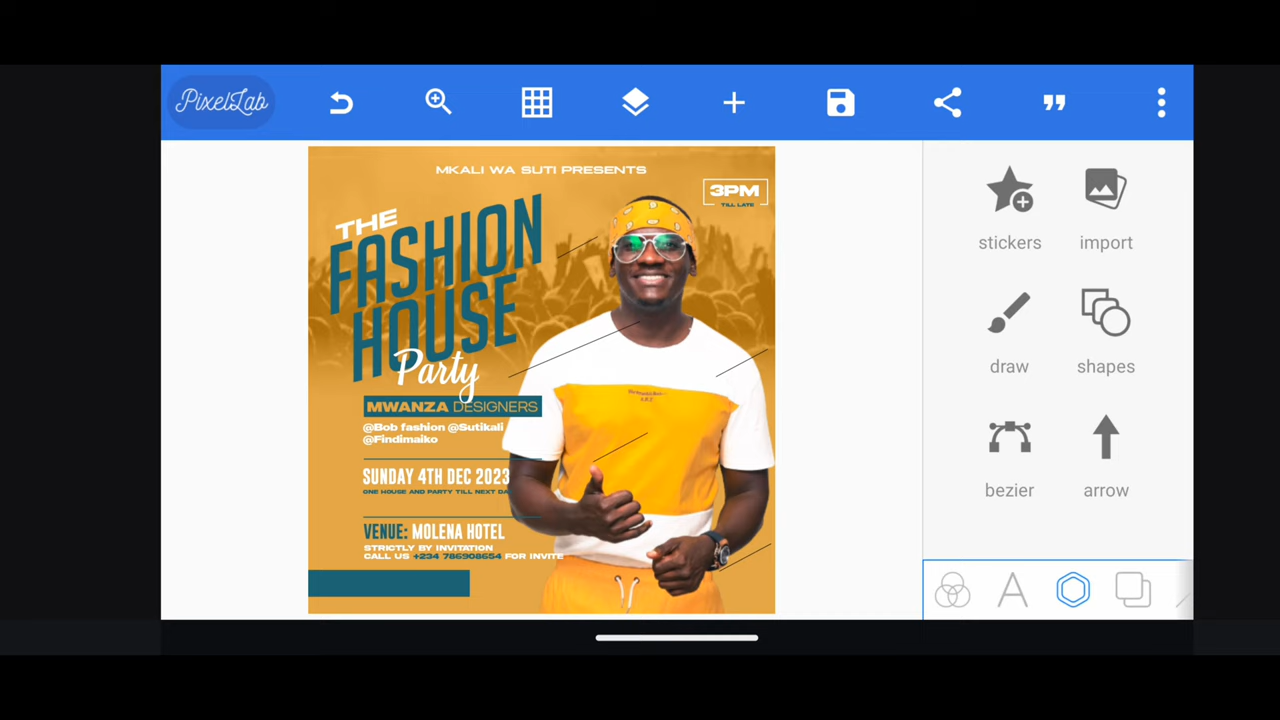 PixelLab
MKALI WA SUTI PRESENTS
3PM
TILL LATE
THE
FASHION
HOUSE
Party
MWANZA DESIGNERS
@Bob fashion @Sutikali
@Findimaiko
SUNDAY 4TH DEC 2023
ONE HOUSE AND PARTY TILL NEXT
VENUE: MOLENA HOTEL
STRICTLY BY INVITATION
CALL US +234 786908654 FOR INVITE
stickers
import
draw
shapes
bezier
arrow